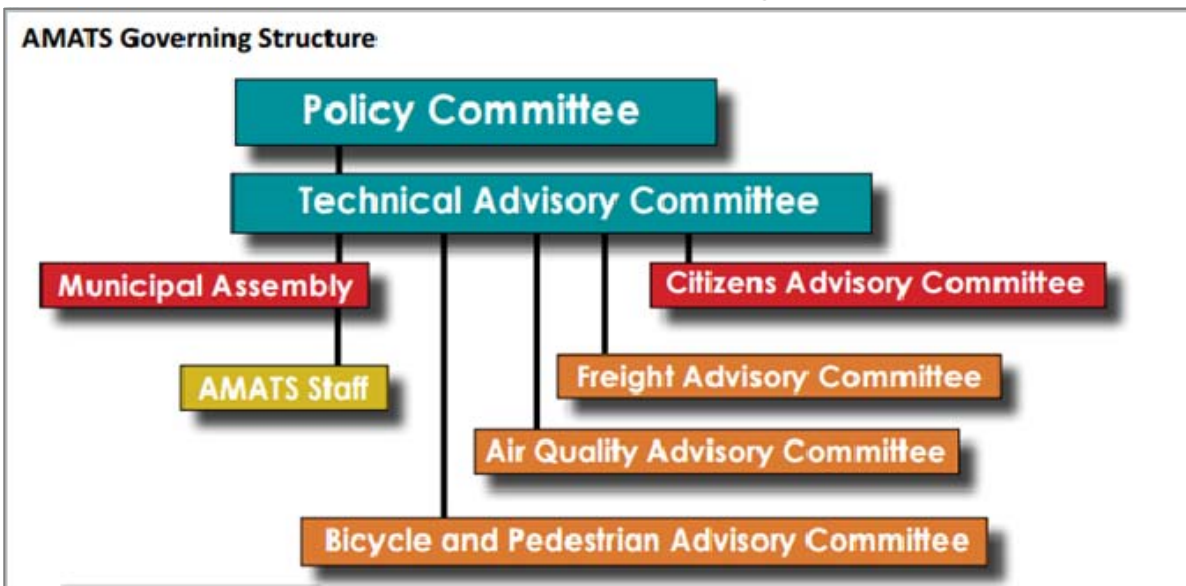 AMATS Governing Structure
Policy Committee
Technical Advisory Committee
Municipal Assembly
Citizens Advisory Committee
AMATS Staff
Freight Advisory Committee
Air Quality Advisory Committee
Bicycle and Pedestrian Advisory Committee